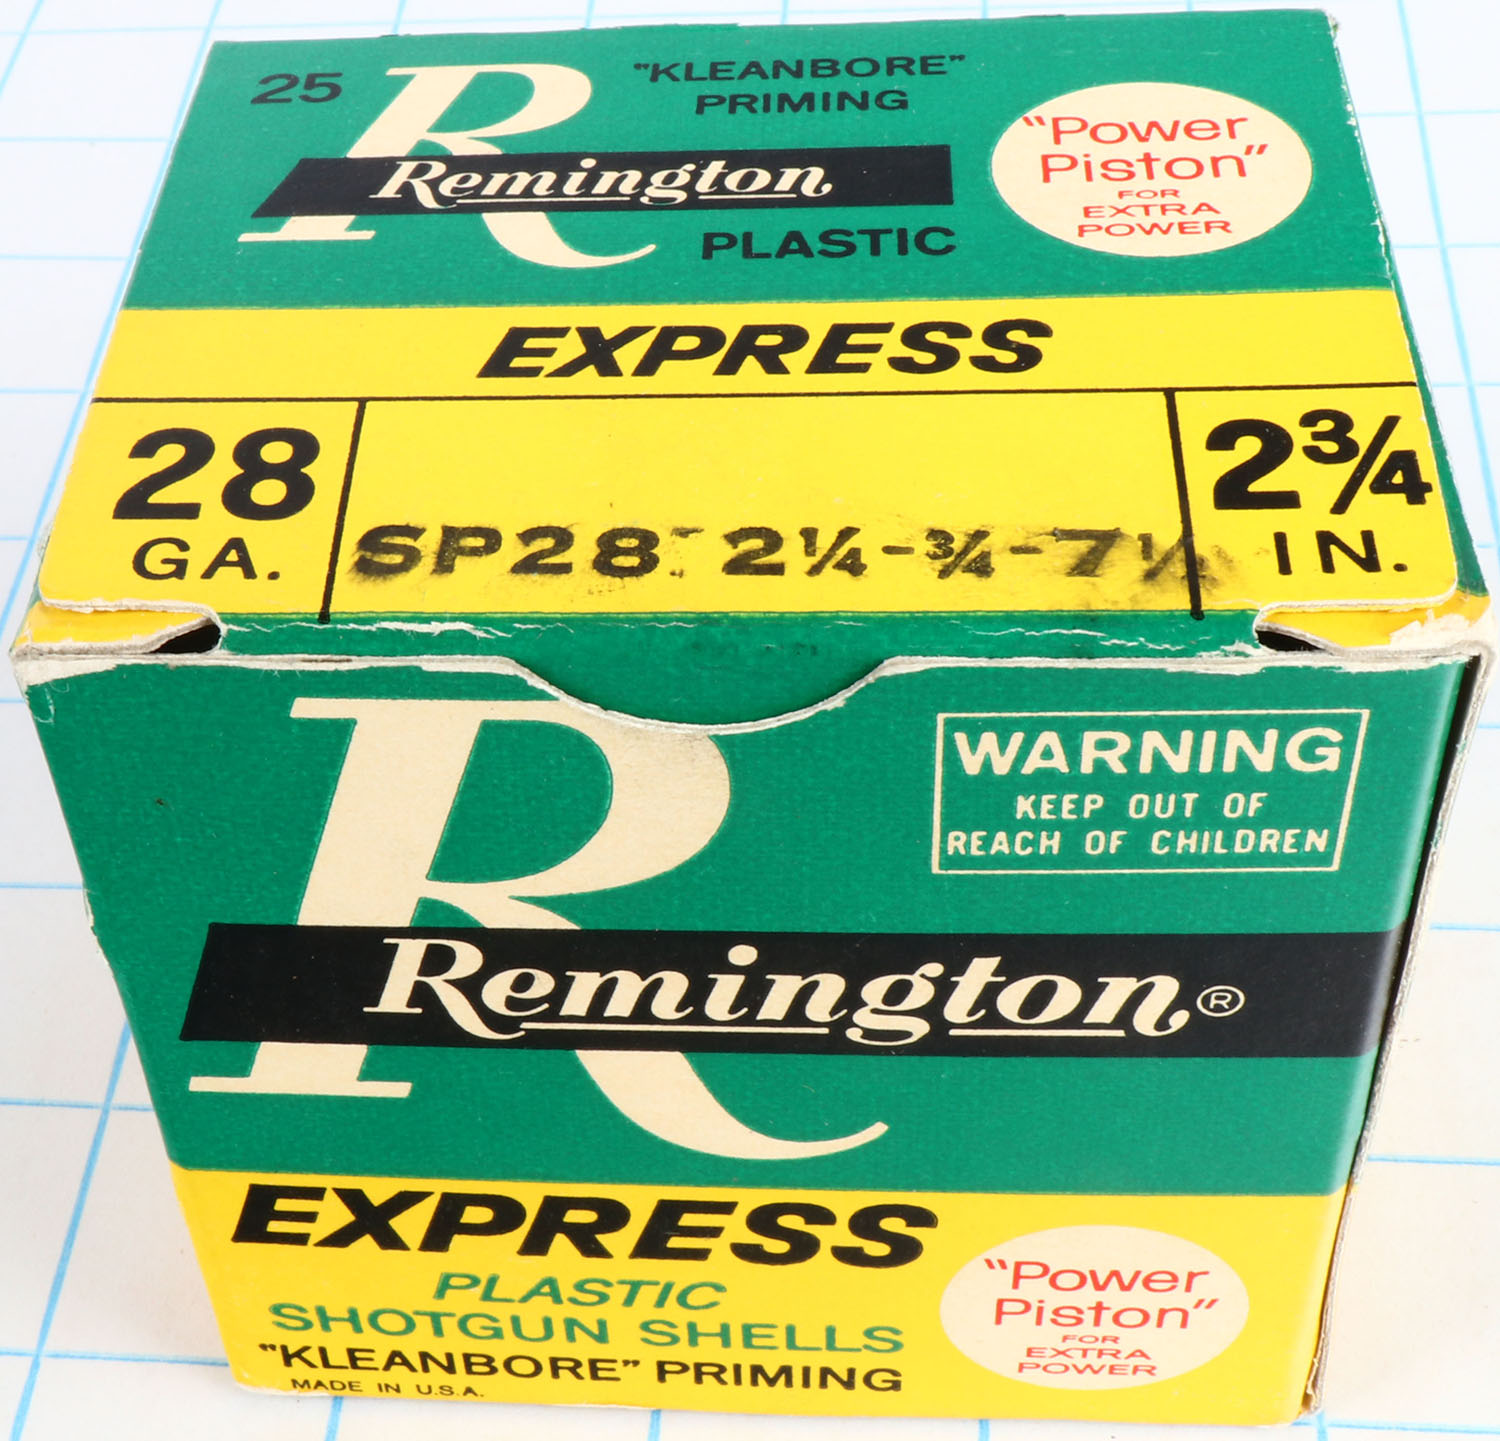 25
"KLEANBORE"
PRIMING
R
Remington
PLASTIC
"Power
Piston"
FOR
EXTRA
POWER
EXPRESS
28
GA.
SP28: 2¼-¾-7½
2¾
IN.
R
Remington®
WARNING
KEEP OUT OF
REACH OF CHILDREN
EXPRESS
PLASTIC
SHOTGUN SHELLS
"KLEANBORE" PRIMING
MADE IN U.S.A.
"Power
Piston"
FOR
EXTRA
POWER